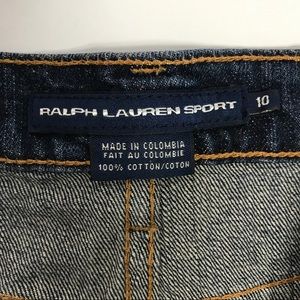 RALPH LAUREN SPORT 10
MADE IN COLOMBIA
FAIT AU COLOMBIE
100% COTTON/COTON